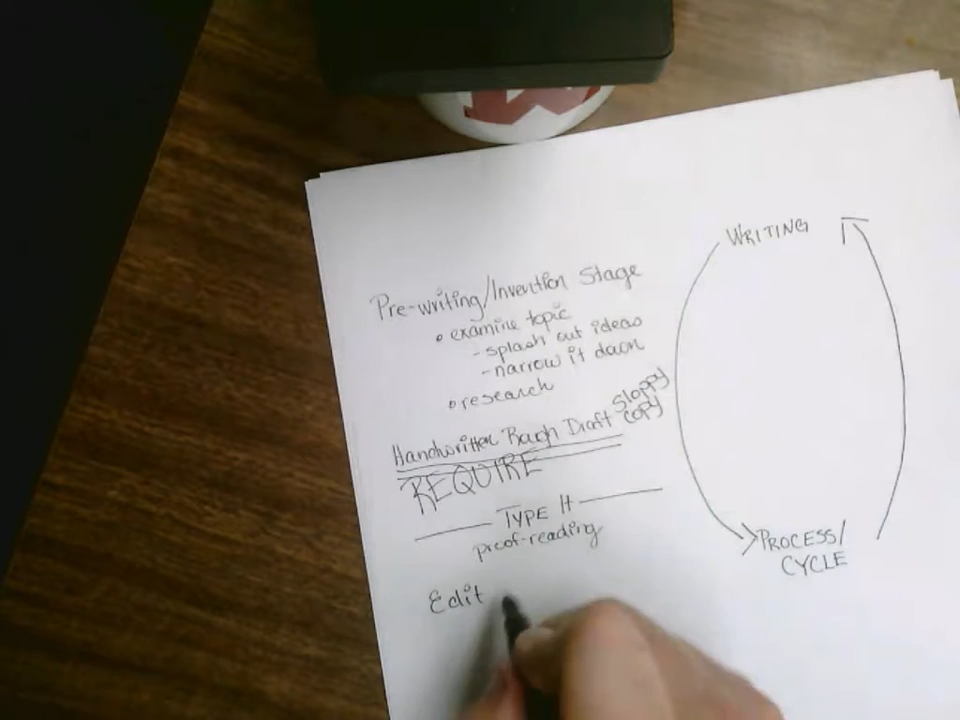 Pre-writing/Invention Stage
• examine topic
- splash out ideas
- narrow it down
• research
Handwritten Rough Draft Sloppy Copy
REQUIRE
TYPE It
proof-reading
Edit
WRITING
PROCESS/
CYCLE